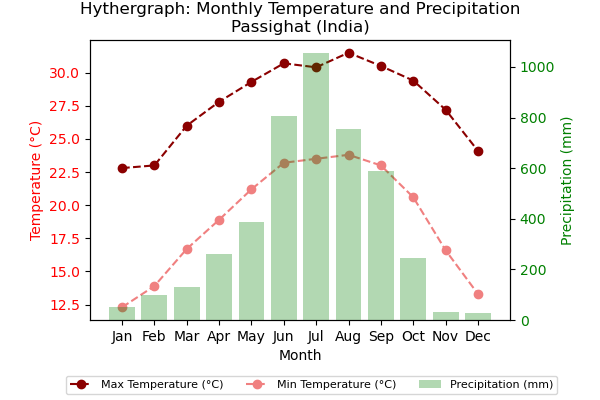 Hythergraph: Monthly Temperature and Precipitation
Passighat (India)
30.0
27.5
25.0
22.5
20.0
17.5
15.0
12.5
Temperature (°C)
1000
800
600
400
200
0
Precipitation (mm)
Jan Feb Mar Apr May Jun Jul Aug Sep Oct Nov Dec
Month
Max Temperature (°C) Min Temperature (°C) Precipitation (mm)